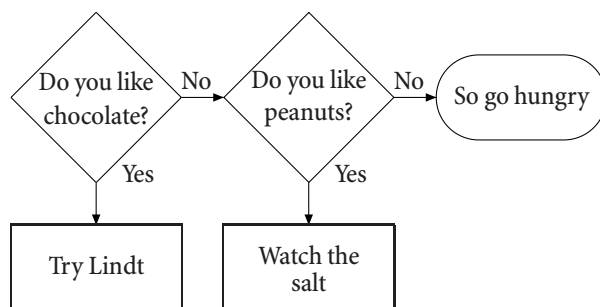 Do you like
chocolate?
No
Do you like
peanuts?
No
So go hungry
Yes
Yes
Try Lindt
Watch the
salt